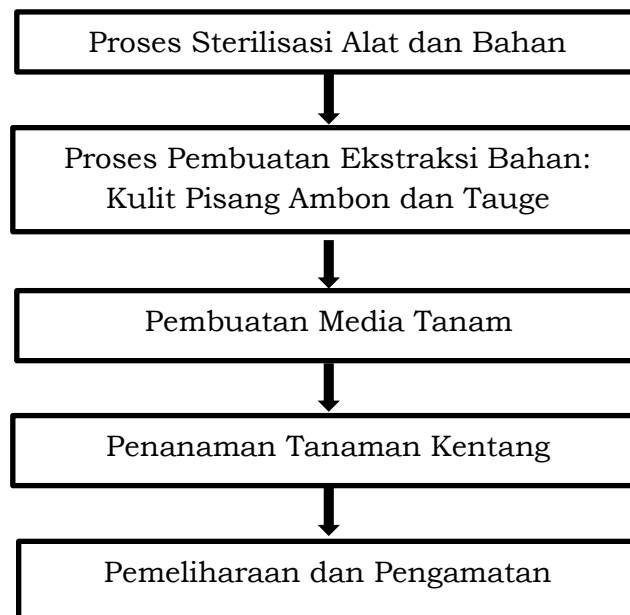 Proses Sterilisasi Alat dan Bahan
Proses Pembuatan Ekstraksi Bahan:
Kulit Pisang Ambon dan Tauge
Pembuatan Media Tanam
Penanaman Tanaman Kentang
Pemeliharaan dan Pengamatan